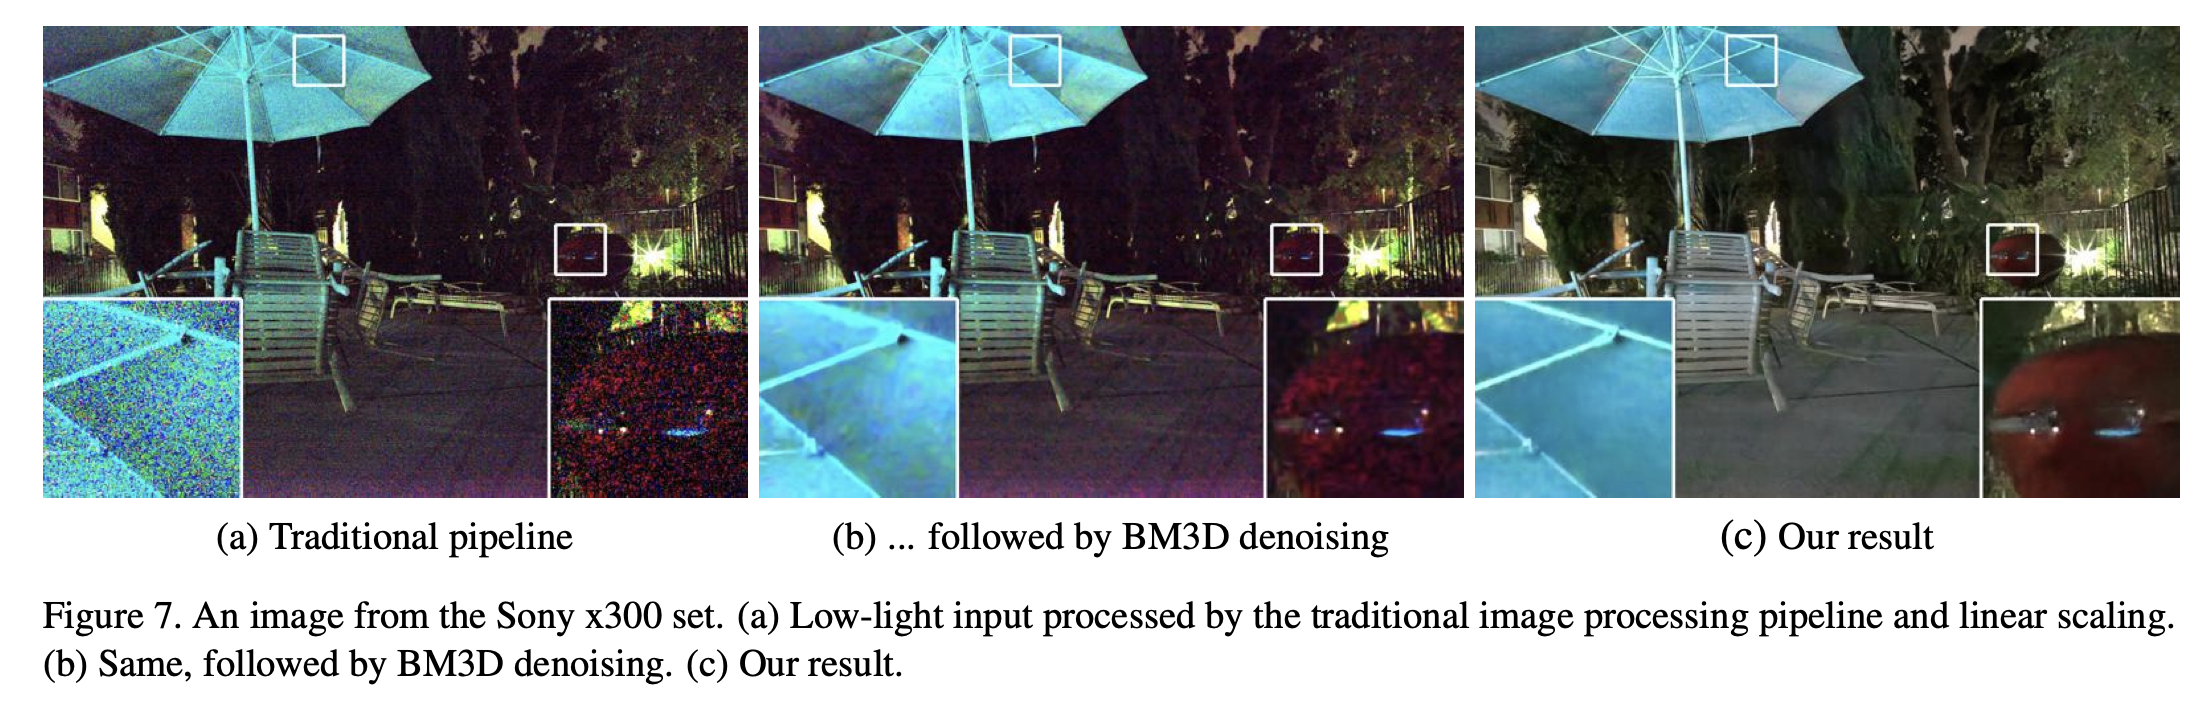 (a) Traditional pipeline
(b) ... followed by BM3D denoising
(c) Our result
Figure 7. An image from the Sony x300 set. (a) Low-light input processed by the traditional image processing pipeline and linear scaling.
(b) Same, followed by BM3D denoising. (c) Our result.